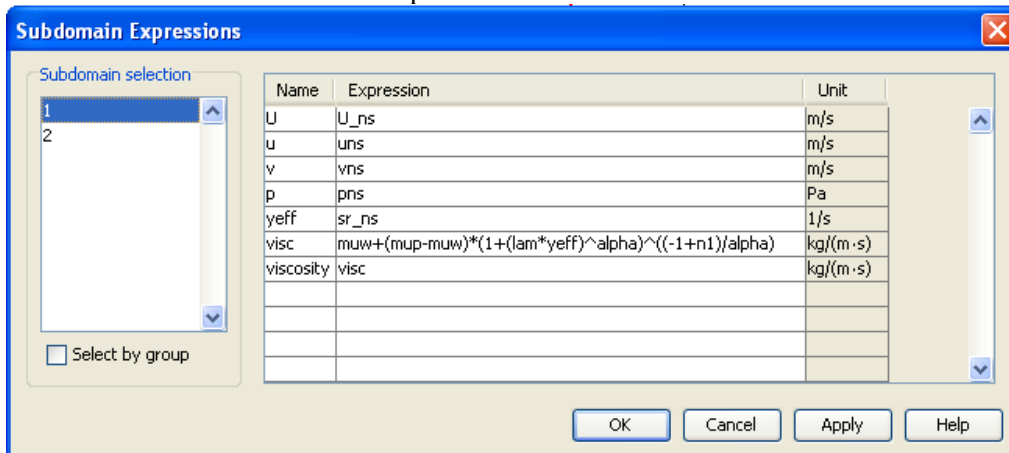 Subdomain Expressions
Subdomain selection
1
2
Select by group
Name Expression Unit
U U_ns m/s
u uns m/s
v vns m/s
p pns Pa
yeff sr_ns 1/s
visc muw+(mup-muw)*(1+(lam*yeff)^alpha)^((-1+n1)/alpha) kg/(m·s)
viscosity visc kg/(m·s)
OK Cancel Apply Help